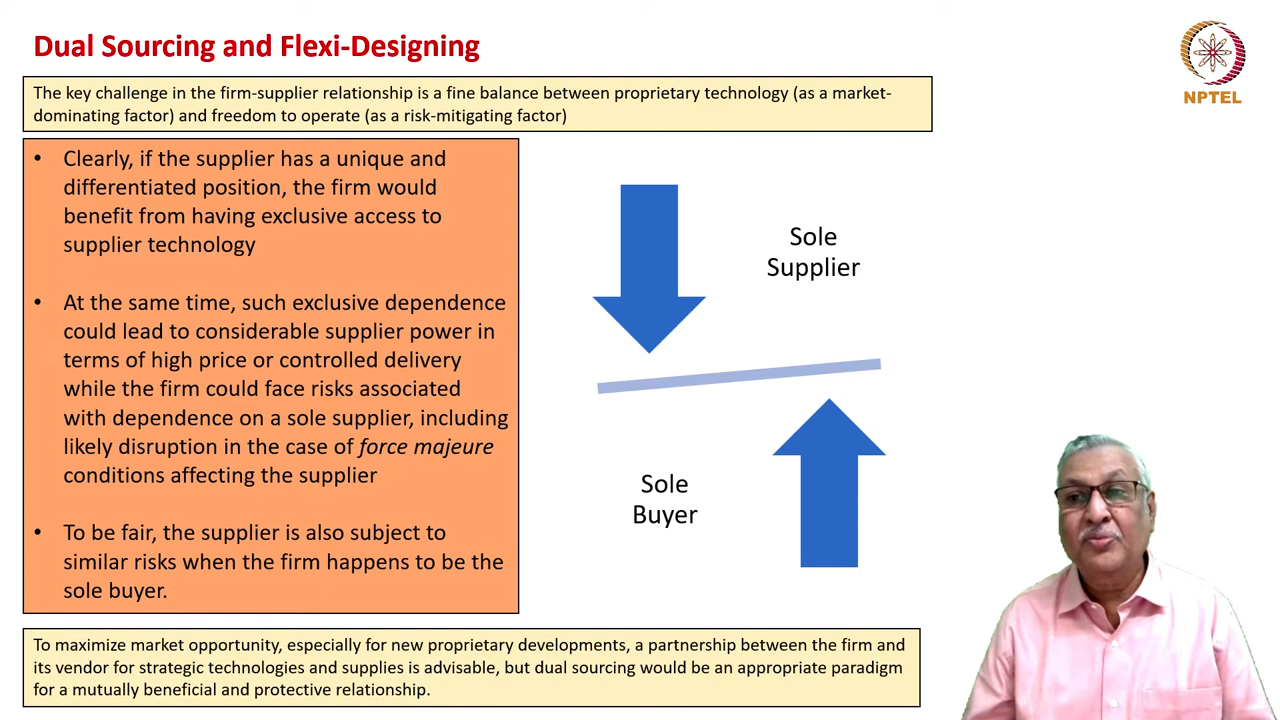 Dual Sourcing and Flexi-Designing
NPTEL
The key challenge in the firm-supplier relationship is a fine balance between proprietary technology (as a market-
dominating factor) and freedom to operate (as a risk-mitigating factor)
• Clearly, if the supplier has a unique and
differentiated position, the firm would
benefit from having exclusive access to
supplier technology
• At the same time, such exclusive dependence
could lead to considerable supplier power in
terms of high price or controlled delivery
while the firm could face risks associated
with dependence on a sole supplier, including
likely disruption in the case of force majeure
conditions affecting the supplier
• To be fair, the supplier is also subject to
similar risks when the firm happens to be the
sole buyer.
Sole
Supplier
Sole
Buyer
To maximize market opportunity, especially for new proprietary developments, a partnership between the firm and
its vendor for strategic technologies and supplies is advisable, but dual sourcing would be an appropriate paradigm
for a mutually beneficial and protective relationship.